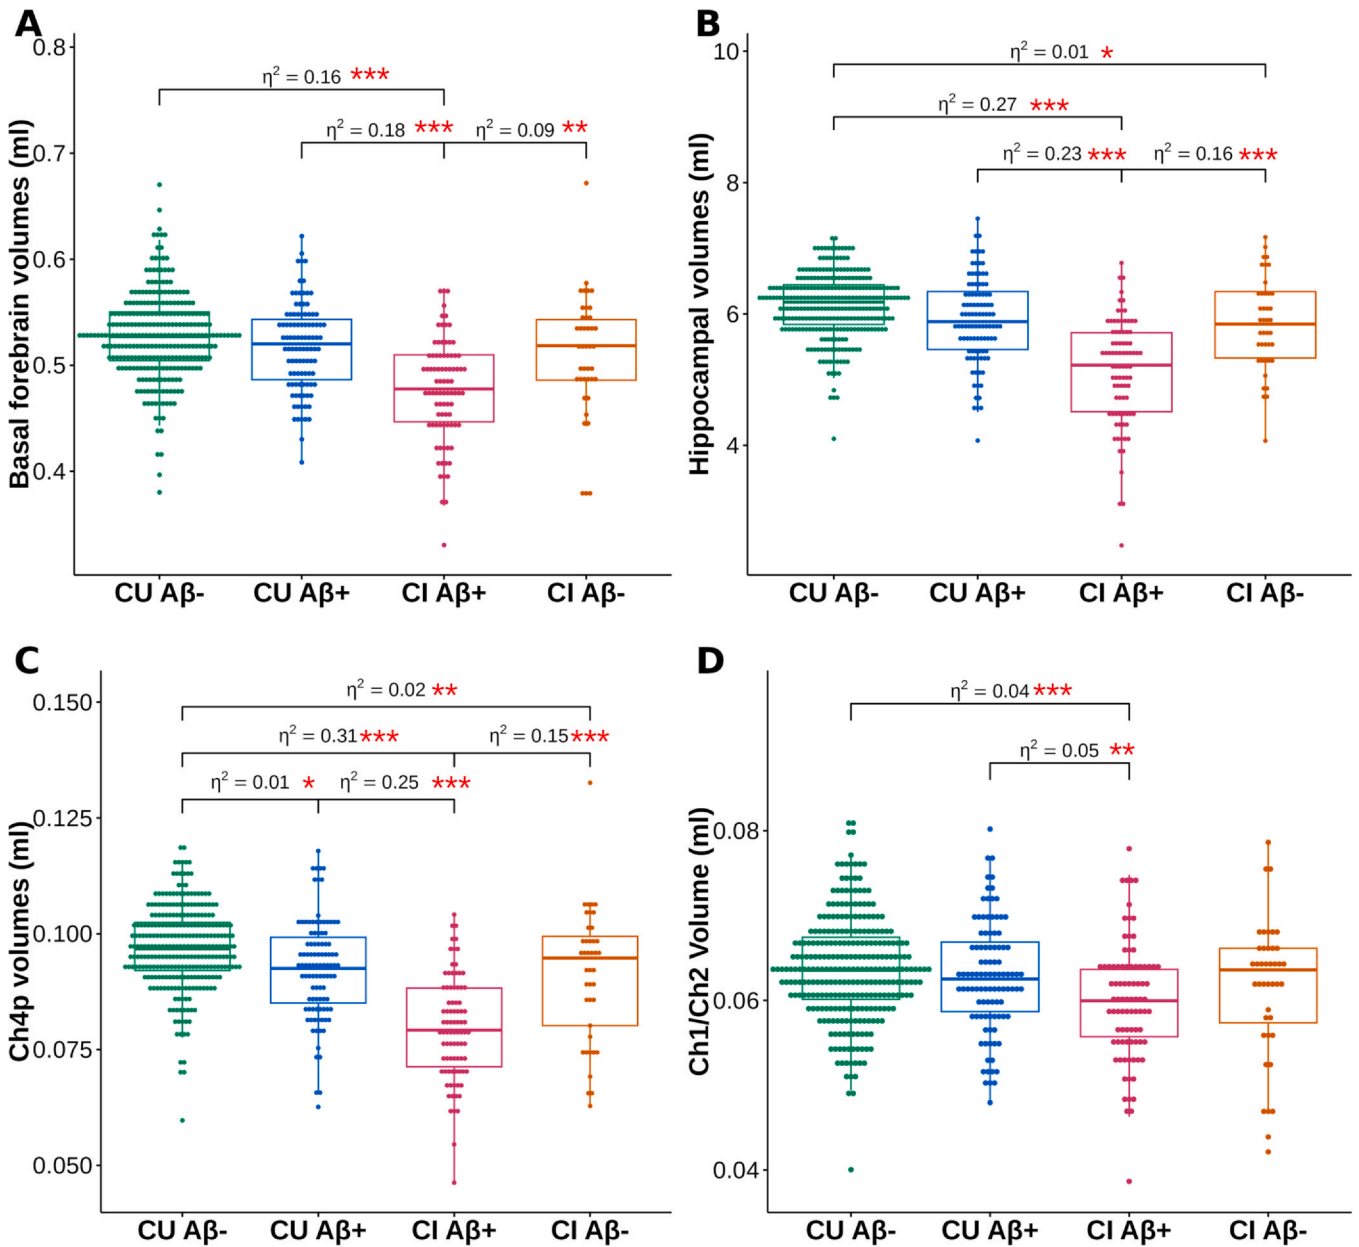 A
Basal forebrain volumes (ml)
0.8
0.7
0.6
0.5
0.4
η² = 0.16 ***
η² = 0.18 *** η² = 0.09 **
CU Aβ- CU Aβ+ CI Aβ+ CI Aβ-
B
Hippocampal volumes (ml)
10
8
6
4
η² = 0.01 *
η² = 0.27 ***
η² = 0.23 *** η² = 0.16 ***
CU Aβ- CU Aβ+ CI Aβ+ CI Aβ-
C
Ch4p volumes (ml)
0.150
0.125
0.100
0.075
0.050
η² = 0.02 **
η² = 0.31 *** η² = 0.15 ***
η² = 0.01 * η² = 0.25 ***
CU Aβ- CU Aβ+ CI Aβ+ CI Aβ-
D
Ch1/Ch2 Volume (ml)
0.08
0.06
0.04
η² = 0.04 ***
η² = 0.05 **
CU Aβ- CU Aβ+ CI Aβ+ CI Aβ-